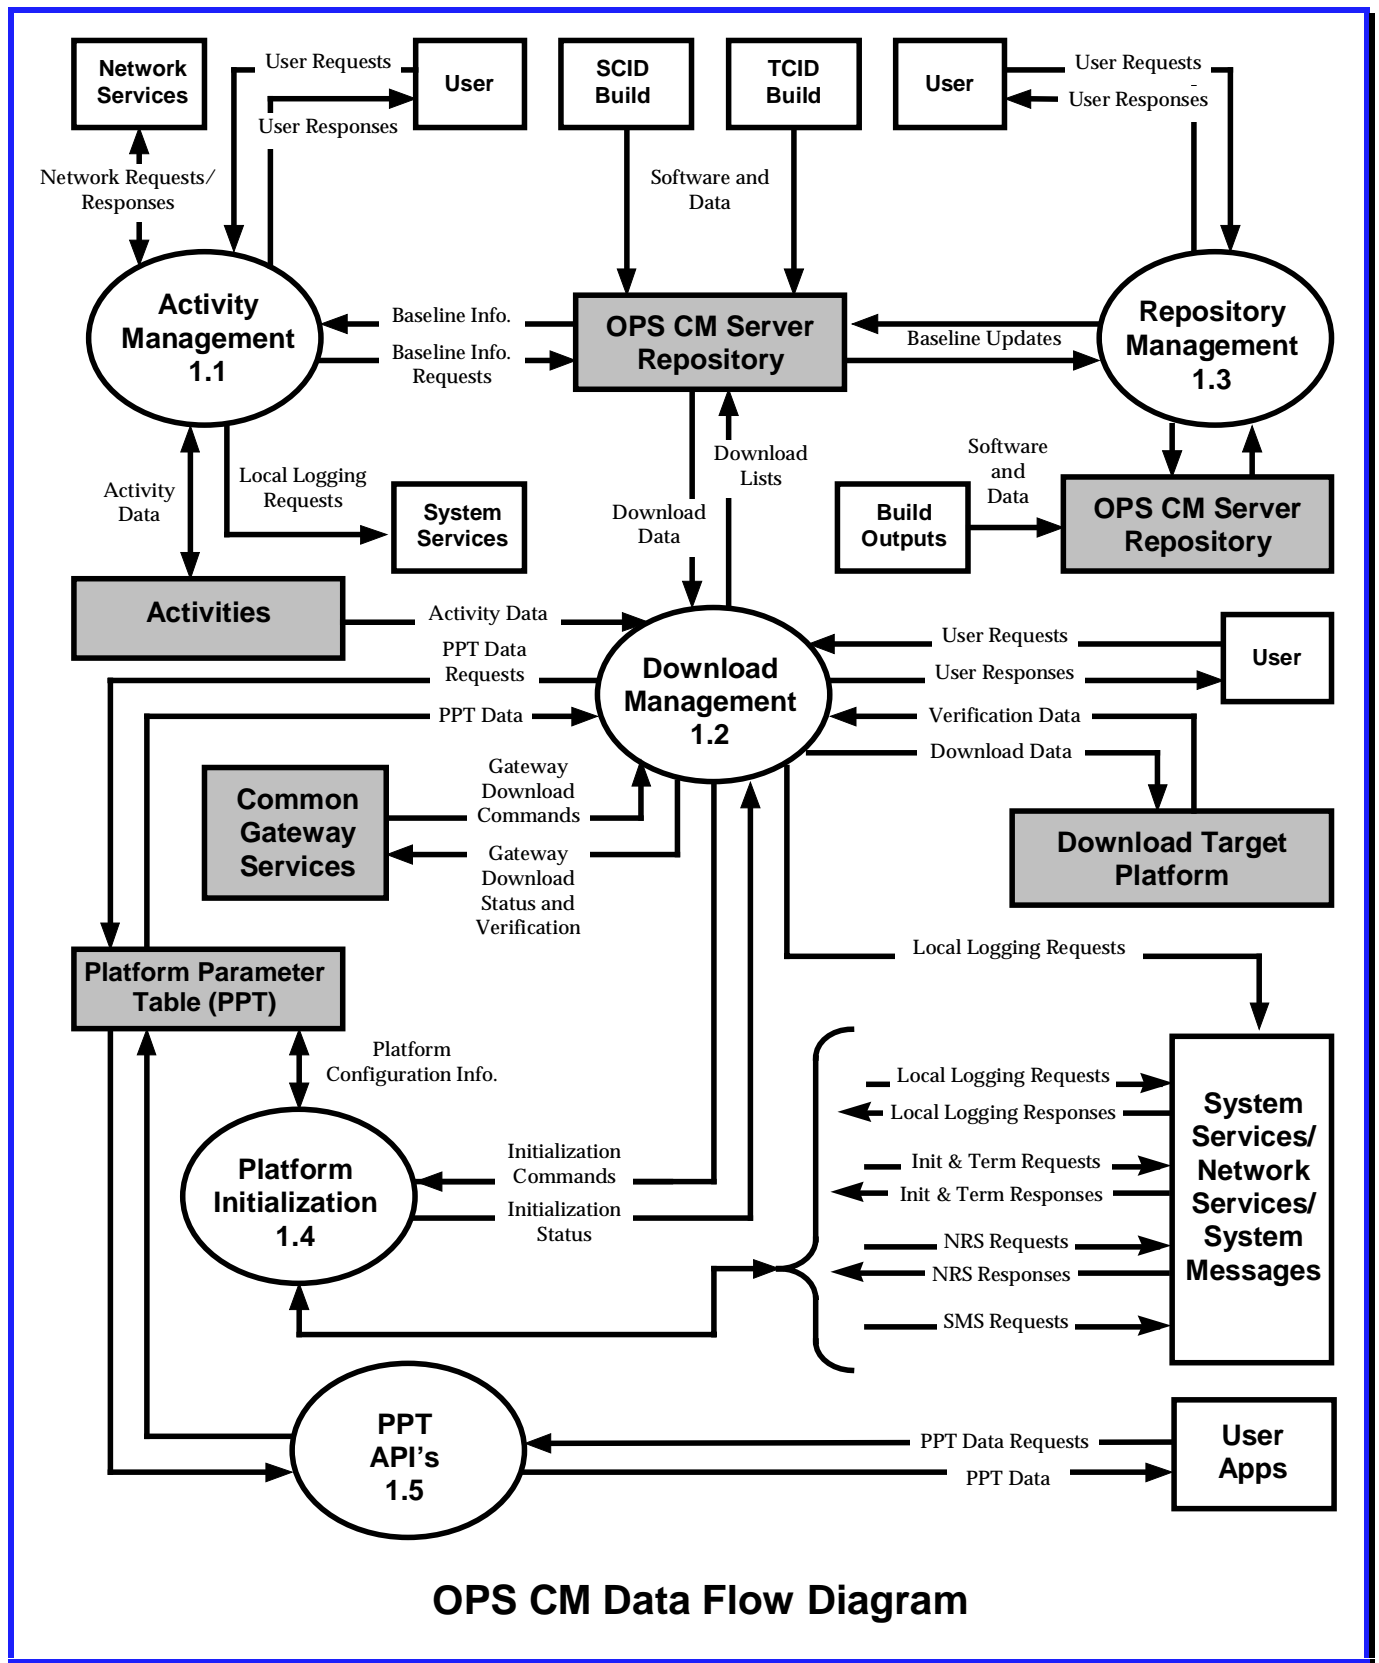 Network
Services
User Requests
User
User Responses
SCID
Build
TCID
Build
User
User Requests
User Responses
Network Requests/
Responses
Software and
Data
Activity
Management
1.1
Baseline Info.
Baseline Info.
Requests
OPS CM Server
Repository
Baseline Updates
Repository
Management
1.3
Activity
Data
Local Logging
Requests
System
Services
Download
Data
Download
Lists
Software
and
Data
Build
Outputs
OPS CM Server
Repository
Activities
Activity Data
PPT Data
Requests
PPT Data
Download
Management
1.2
User Requests
User Responses
User
Verification Data
Download Data
Common
Gateway
Services
Gateway
Download
Commands
Gateway
Download
Status and
Verification
Download Target
Platform
Local Logging Requests
Platform Parameter
Table (PPT)
Platform
Configuration Info.
Platform
Initialization
1.4
Initialization
Commands
Initialization
Status
Local Logging Requests
Local Logging Responses
Init & Term Requests
Init & Term Responses
NRS Requests
NRS Responses
SMS Requests
System
Services/
Network
Services/
System
Messages
PPT
API's
1.5
PPT Data Requests
PPT Data
User
Apps
OPS CM Data Flow Diagram